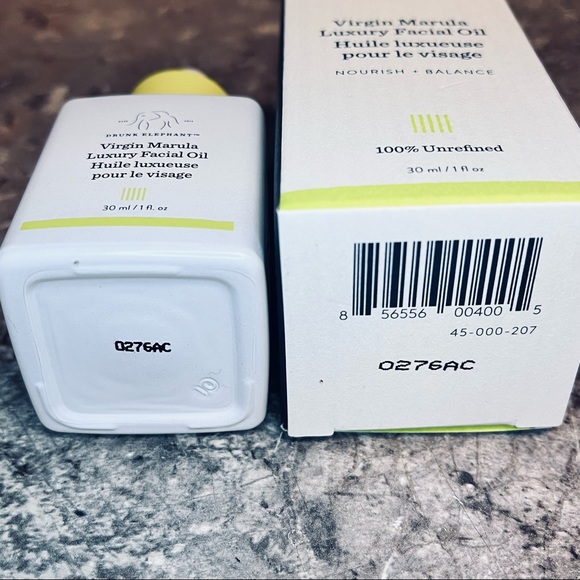 DRUNK ELEPHANT™
Virgin Marula
Luxury Facial Oil
Huile luxueuse
pour le visage
30 ml / 1 fl. oz
0276AC
Virgin Marula
Luxury Facial Oil
Huile luxueuse
pour le visage
NOURISH + BALANCE
100% Unrefined
30 ml / 1 fl oz
8 56556 00400 5
45-000-207
0276AC